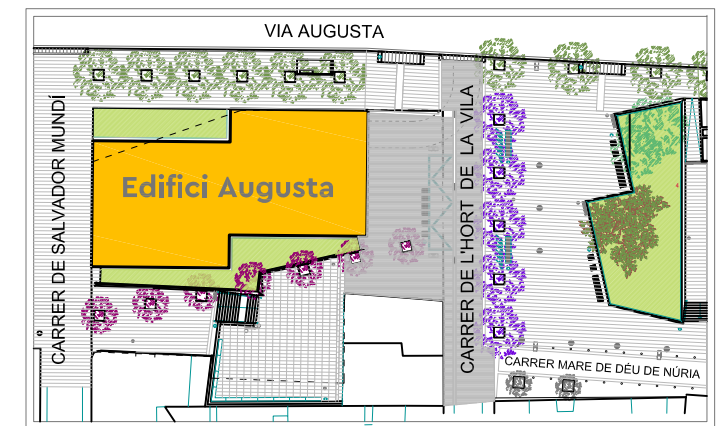 VIA AUGUSTA
CARRER DE SALVADOR MUNDÍ
Edifici Augusta
CARRER DE L'HORT DE LA VILA
CARRER MARE DE DÉU DE NÚRIA